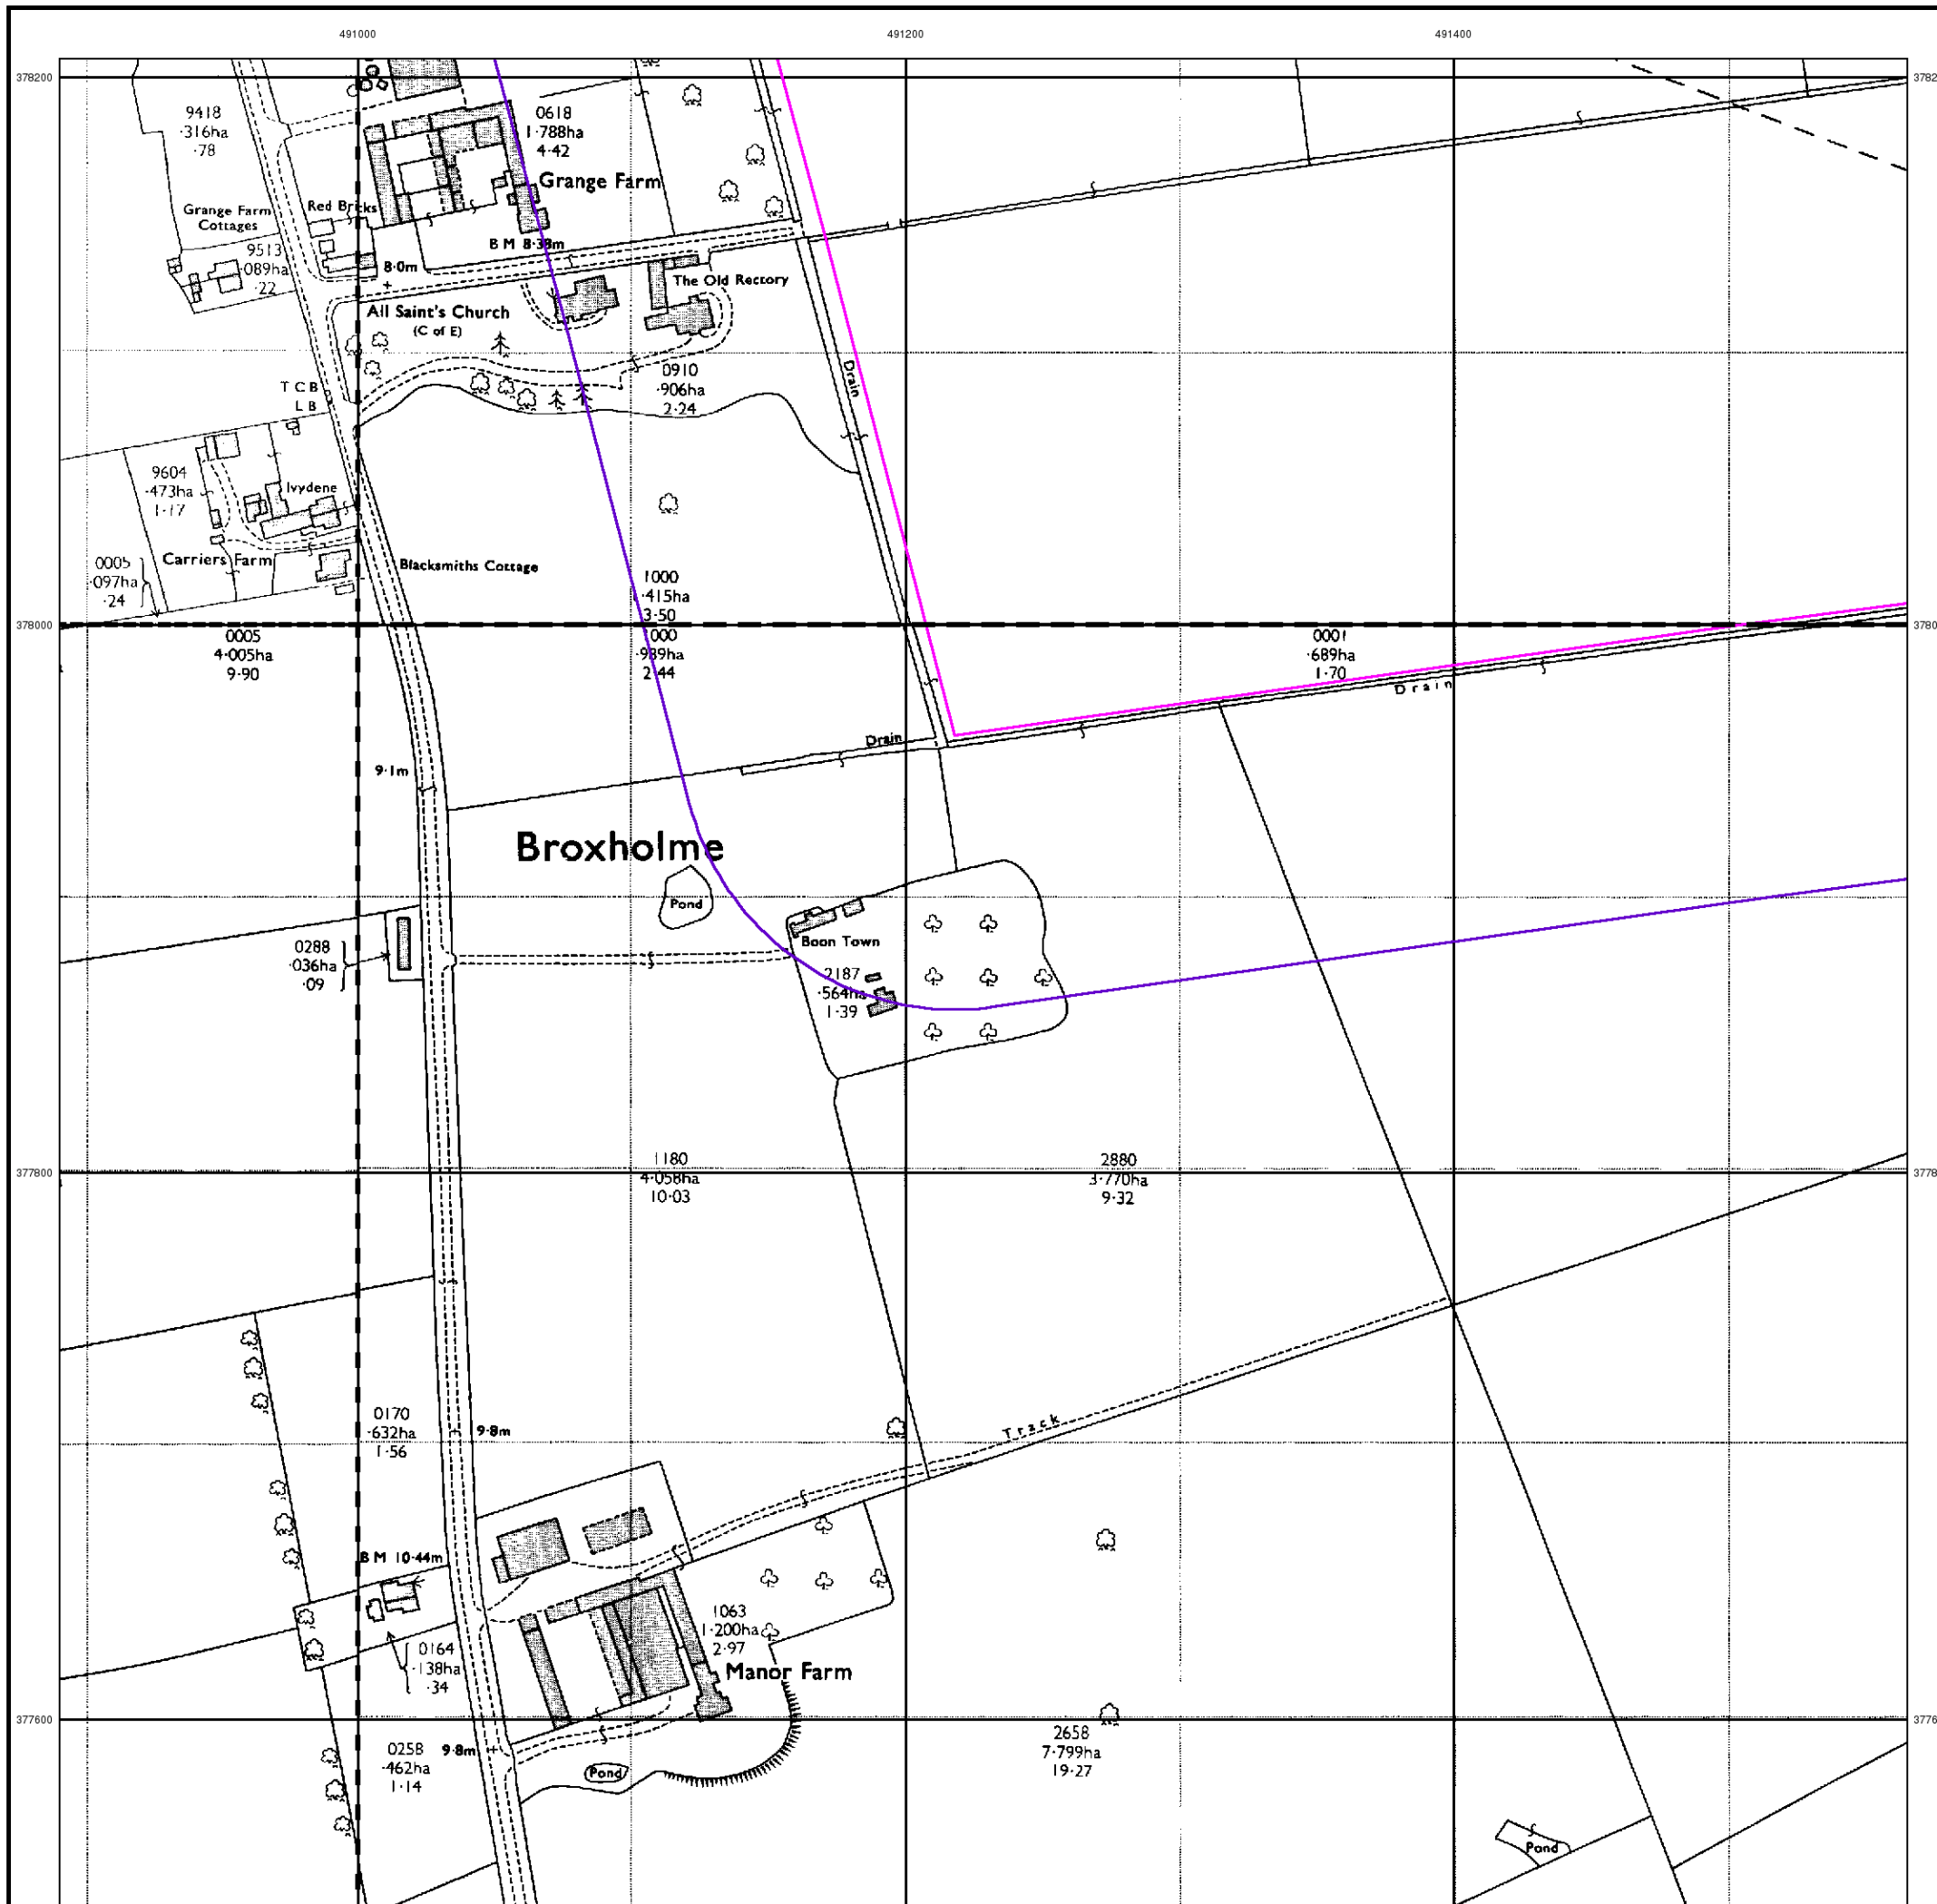 491000
491200
491400
378200
9418
·316ha
·78
0618
1·788ha
4·42
Grange Farm
Grange Farm
Cottages
Red Bricks
9513
·089ha
·22
B M 8·38m
8·0m
The Old Rectory
All Saint's Church
(C of E)
T C B
L B
0910
·906ha
2·24
Drain
9604
·473ha
1·17
Ivydene
Carriers Farm
0005
·097ha
·24
Blacksmiths Cottage
1000
·415ha
3·50
378000
0005
4·005ha
9·90
000
·989ha
2·44
0001
·689ha
1·70
Drain
Drain
9·1m
Broxholme
Pond
Boon Town
0288
·036ha
·09
2187
·564ha
1·39
377800
1180
4·058ha
10·03
2880
3·770ha
9·32
0170
·632ha
1·56
9·8m
Track
B M 10·44m
0164
·138ha
·34
1063
1·200ha
2·97
Manor Farm
377600
0258
·462ha
1·14
9·8m
Pond
2658
7·799ha
19·27
Pond